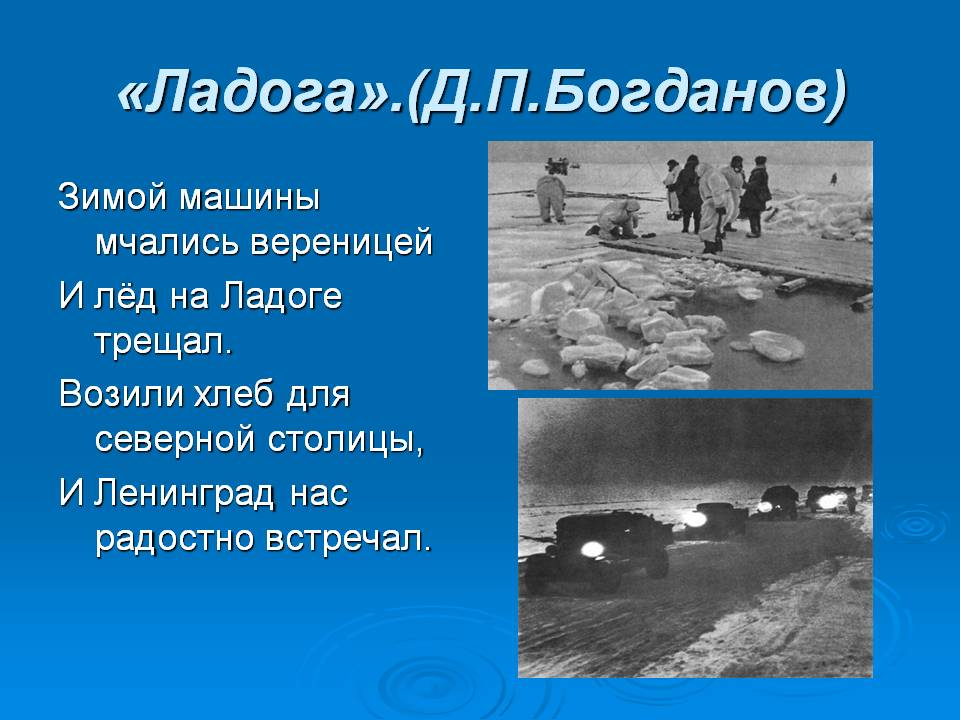 «Ладога».(Д.П.Богданов)
Зимой машины
мчались вереницей
И лёд на Ладоге
трещал.
Возили хлеб для
северной столицы,
И Ленинград нас
радостно встречал.